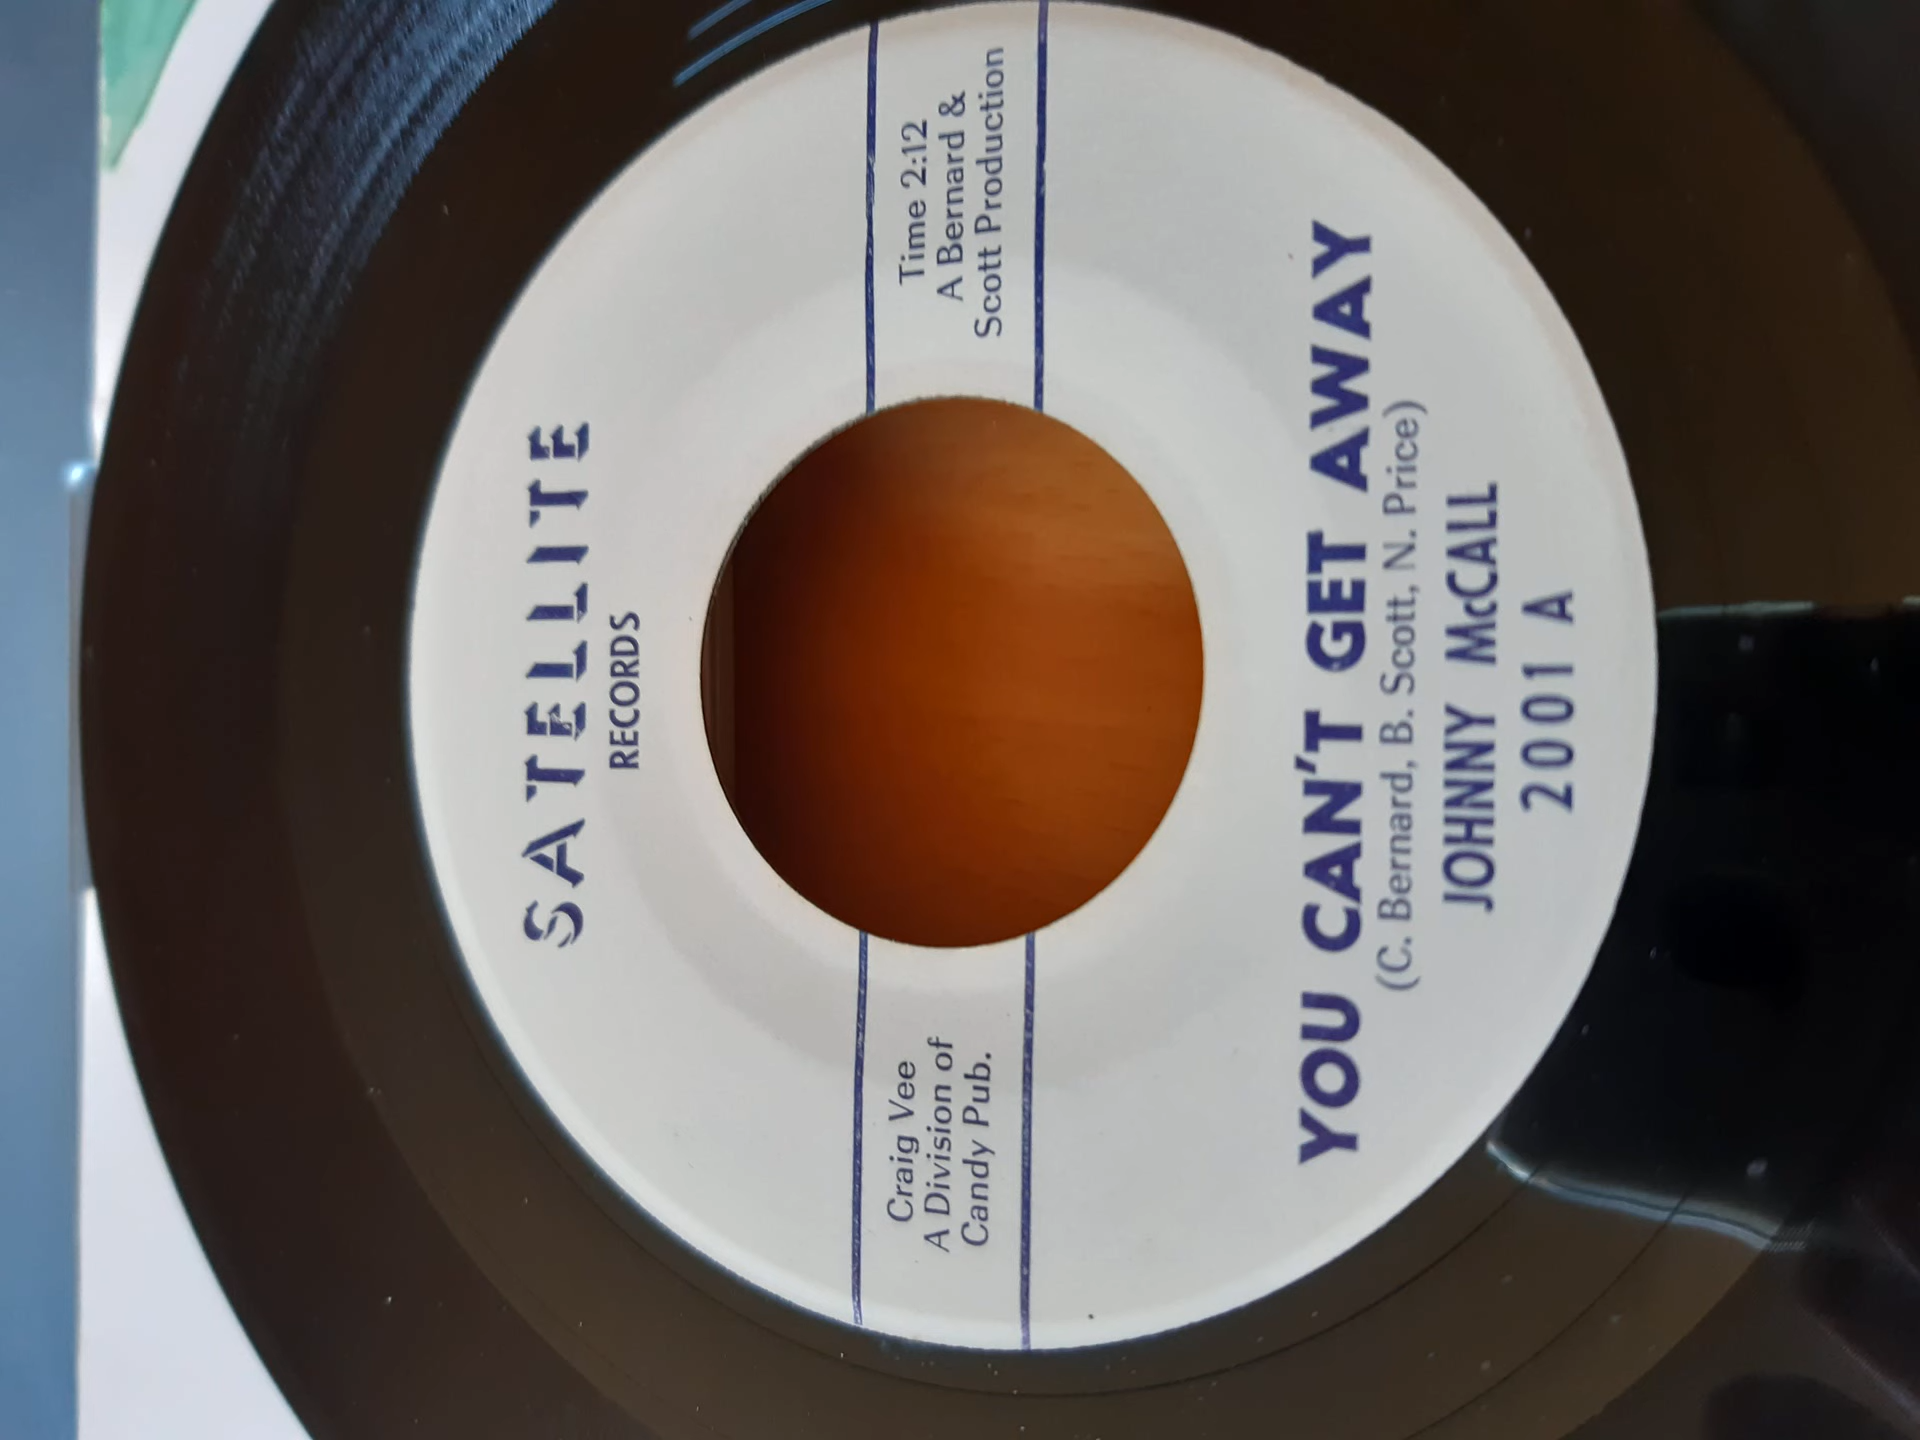 SATELLITE
RECORDS
Craig Vee
A Division of
Candy Pub.
Time 2:12
A Bernard &
Scott Production
YOU CAN'T GET AWAY
(C. Bernard, B. Scott, N. Price)
JOHNNY McCALL
2001 A